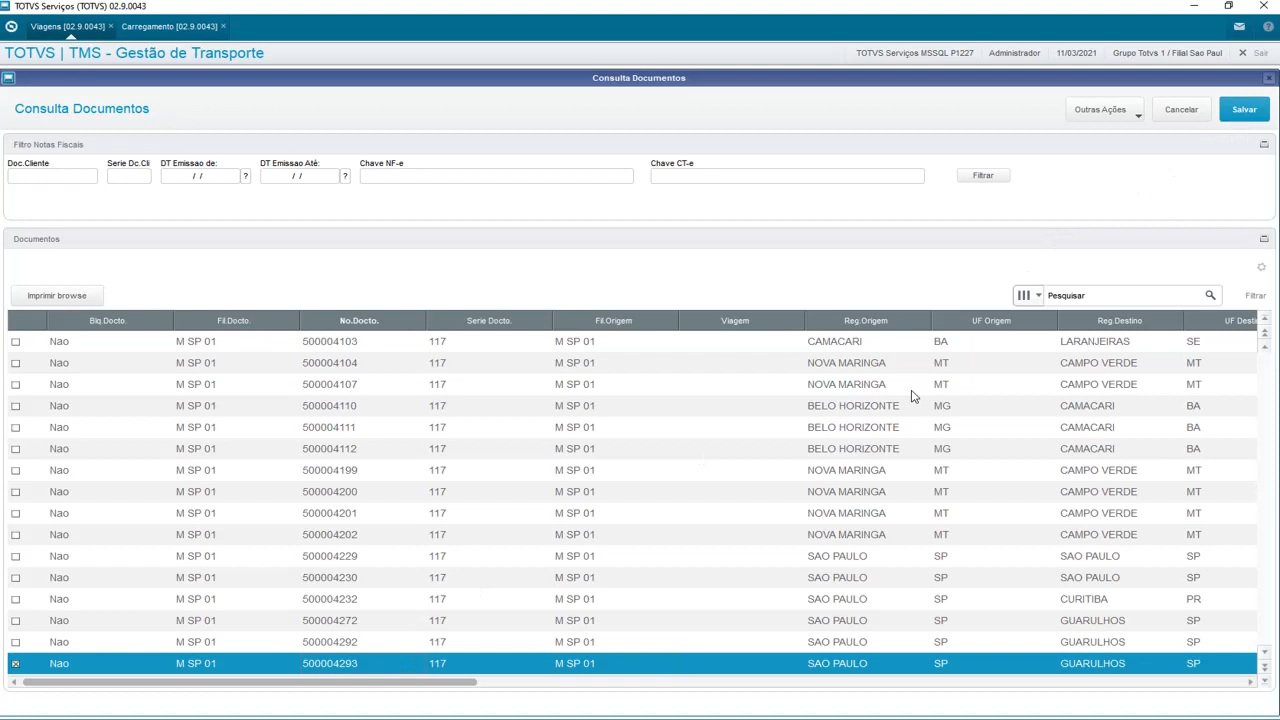 TOTVS Serviços (TOTVS) 02.9.0043
Viagens [02.9.0043] × Carregamento [02.9.0043] ×
TOTVS | TMS - Gestão de Transporte TOTVS Serviços MSSQL P1227 Administrador 11/03/2021 Grupo Totvs 1 / Filial Sao Paul Sair
Consulta Documentos
Consulta Documentos Outras Ações Cancelar Salvar
Filtro Notas Fiscais
Doc.Cliente Serie Dc.Cli DT Emissao de: DT Emissao Até: Chave NF-e Chave CT-e
/ / ? / / ? Filtrar
Documentos
Imprimir browse Pesquisar Filtrar
Blq.Docto. Fil.Docto. No.Docto. Serie Docto. Fil.Origem Viagem Reg.Origem UF Origem Reg.Destino UF Desti
Nao M SP 01 500004103 117 M SP 01 CAMACARI BA LARANJEIRAS SE
Nao M SP 01 500004104 117 M SP 01 NOVA MARINGA MT CAMPO VERDE MT
Nao M SP 01 500004107 117 M SP 01 NOVA MARINGA MT CAMPO VERDE MT
Nao M SP 01 500004110 117 M SP 01 BELO HORIZONTE MG CAMACARI BA
Nao M SP 01 500004111 117 M SP 01 BELO HORIZONTE MG CAMACARI BA
Nao M SP 01 500004112 117 M SP 01 BELO HORIZONTE MG CAMACARI BA
Nao M SP 01 500004199 117 M SP 01 NOVA MARINGA MT CAMPO VERDE MT
Nao M SP 01 500004200 117 M SP 01 NOVA MARINGA MT CAMPO VERDE MT
Nao M SP 01 500004201 117 M SP 01 NOVA MARINGA MT CAMPO VERDE MT
Nao M SP 01 500004202 117 M SP 01 NOVA MARINGA MT CAMPO VERDE MT
Nao M SP 01 500004229 117 M SP 01 SAO PAULO SP SAO PAULO SP
Nao M SP 01 500004230 117 M SP 01 SAO PAULO SP SAO PAULO SP
Nao M SP 01 500004232 117 M SP 01 SAO PAULO SP CURITIBA PR
Nao M SP 01 500004272 117 M SP 01 SAO PAULO SP GUARULHOS SP
Nao M SP 01 500004292 117 M SP 01 SAO PAULO SP GUARULHOS SP
Nao M SP 01 500004293 117 M SP 01 SAO PAULO SP GUARULHOS SP